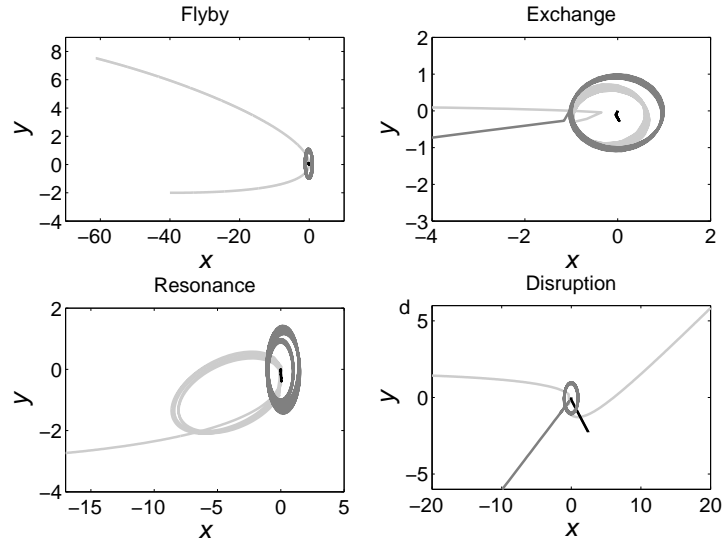 Flyby
8
6
4
2
0
−2
−4
y
−60 −40 −20 0
x
Exchange
2
1
0
−1
−2
−3
y
−4 −2 0 2
x
Resonance
2
0
−2
−4
y
−15 −10 −5 0 5
x
Disruption
d
5
0
−5
y
−20 −10 0 10 20
x